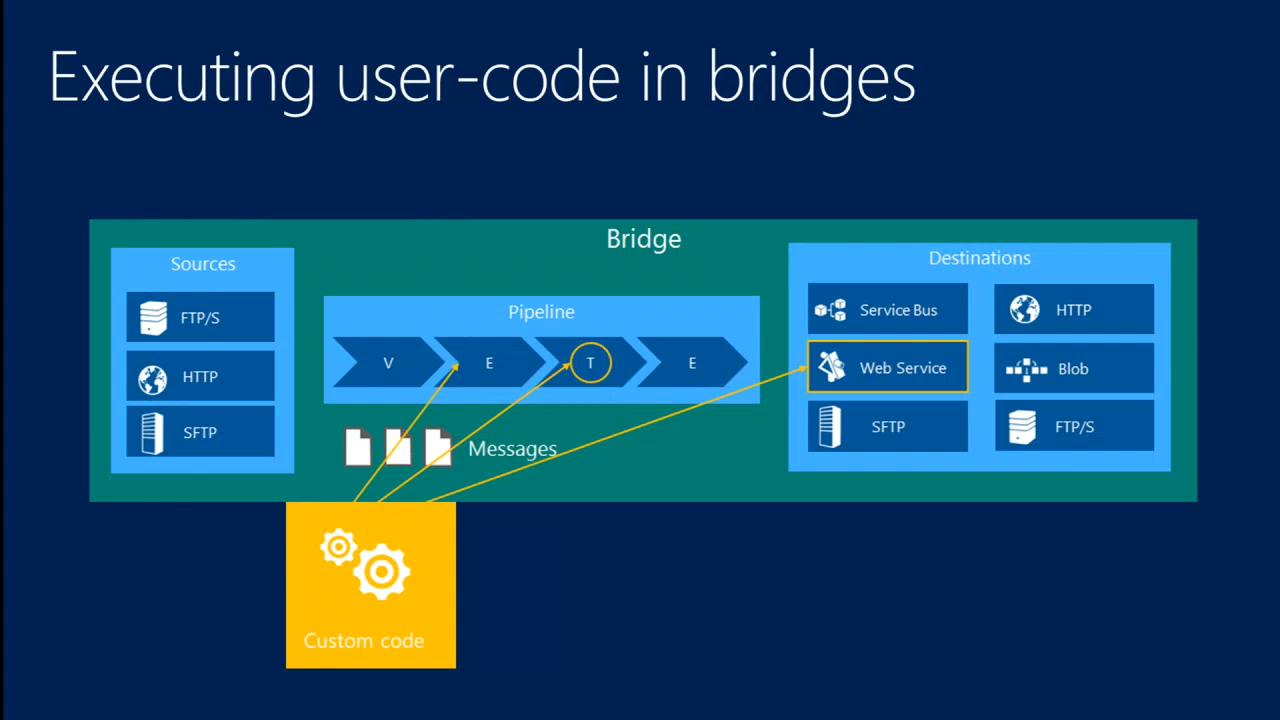 Executing user-code in bridges
Bridge
Sources
FTP/S
HTTP
SFTP
Pipeline
V
E
T
E
Messages
Destinations
Service Bus
HTTP
Web Service
Blob
SFTP
FTP/S
Custom code